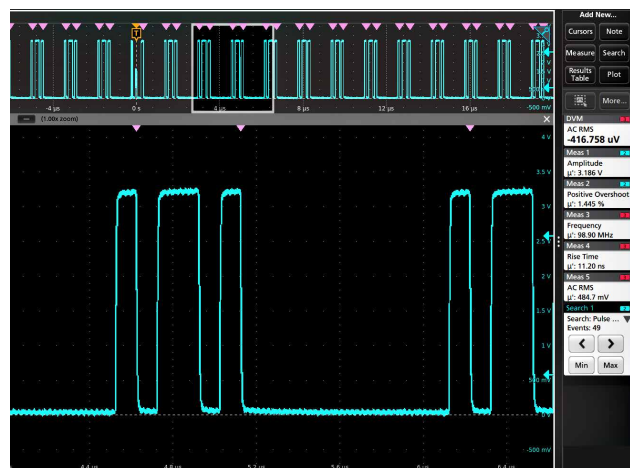 Add New...
Cursors Note
Measure Search
Results Table Plot
More...
DVM
AC RMS
-416.758 uV
Meas 1
Amplitude
µ': 3.186 V
Meas 2
Positive Overshoot
µ': 1.445 %
Meas 3
Frequency
µ': 98.90 MHz
Meas 4
Rise Time
µ': 11.20 ns
Meas 5
AC RMS
µ': 484.7 mV
Search 1
Search: Pulse ...
Events: 49
Min Max
T
-4 µs 0 s 4 µs 8 µs 12 µs 16 µs
-500 mV
(1.00x zoom)
4 V
3.5 V
3 V
2.5 V
2 V
1.5 V
1 V
500 mV
0 V
-500 mV
4.4 µs 4.8 µs 5.2 µs 5.6 µs 6 µs 6.4 µs